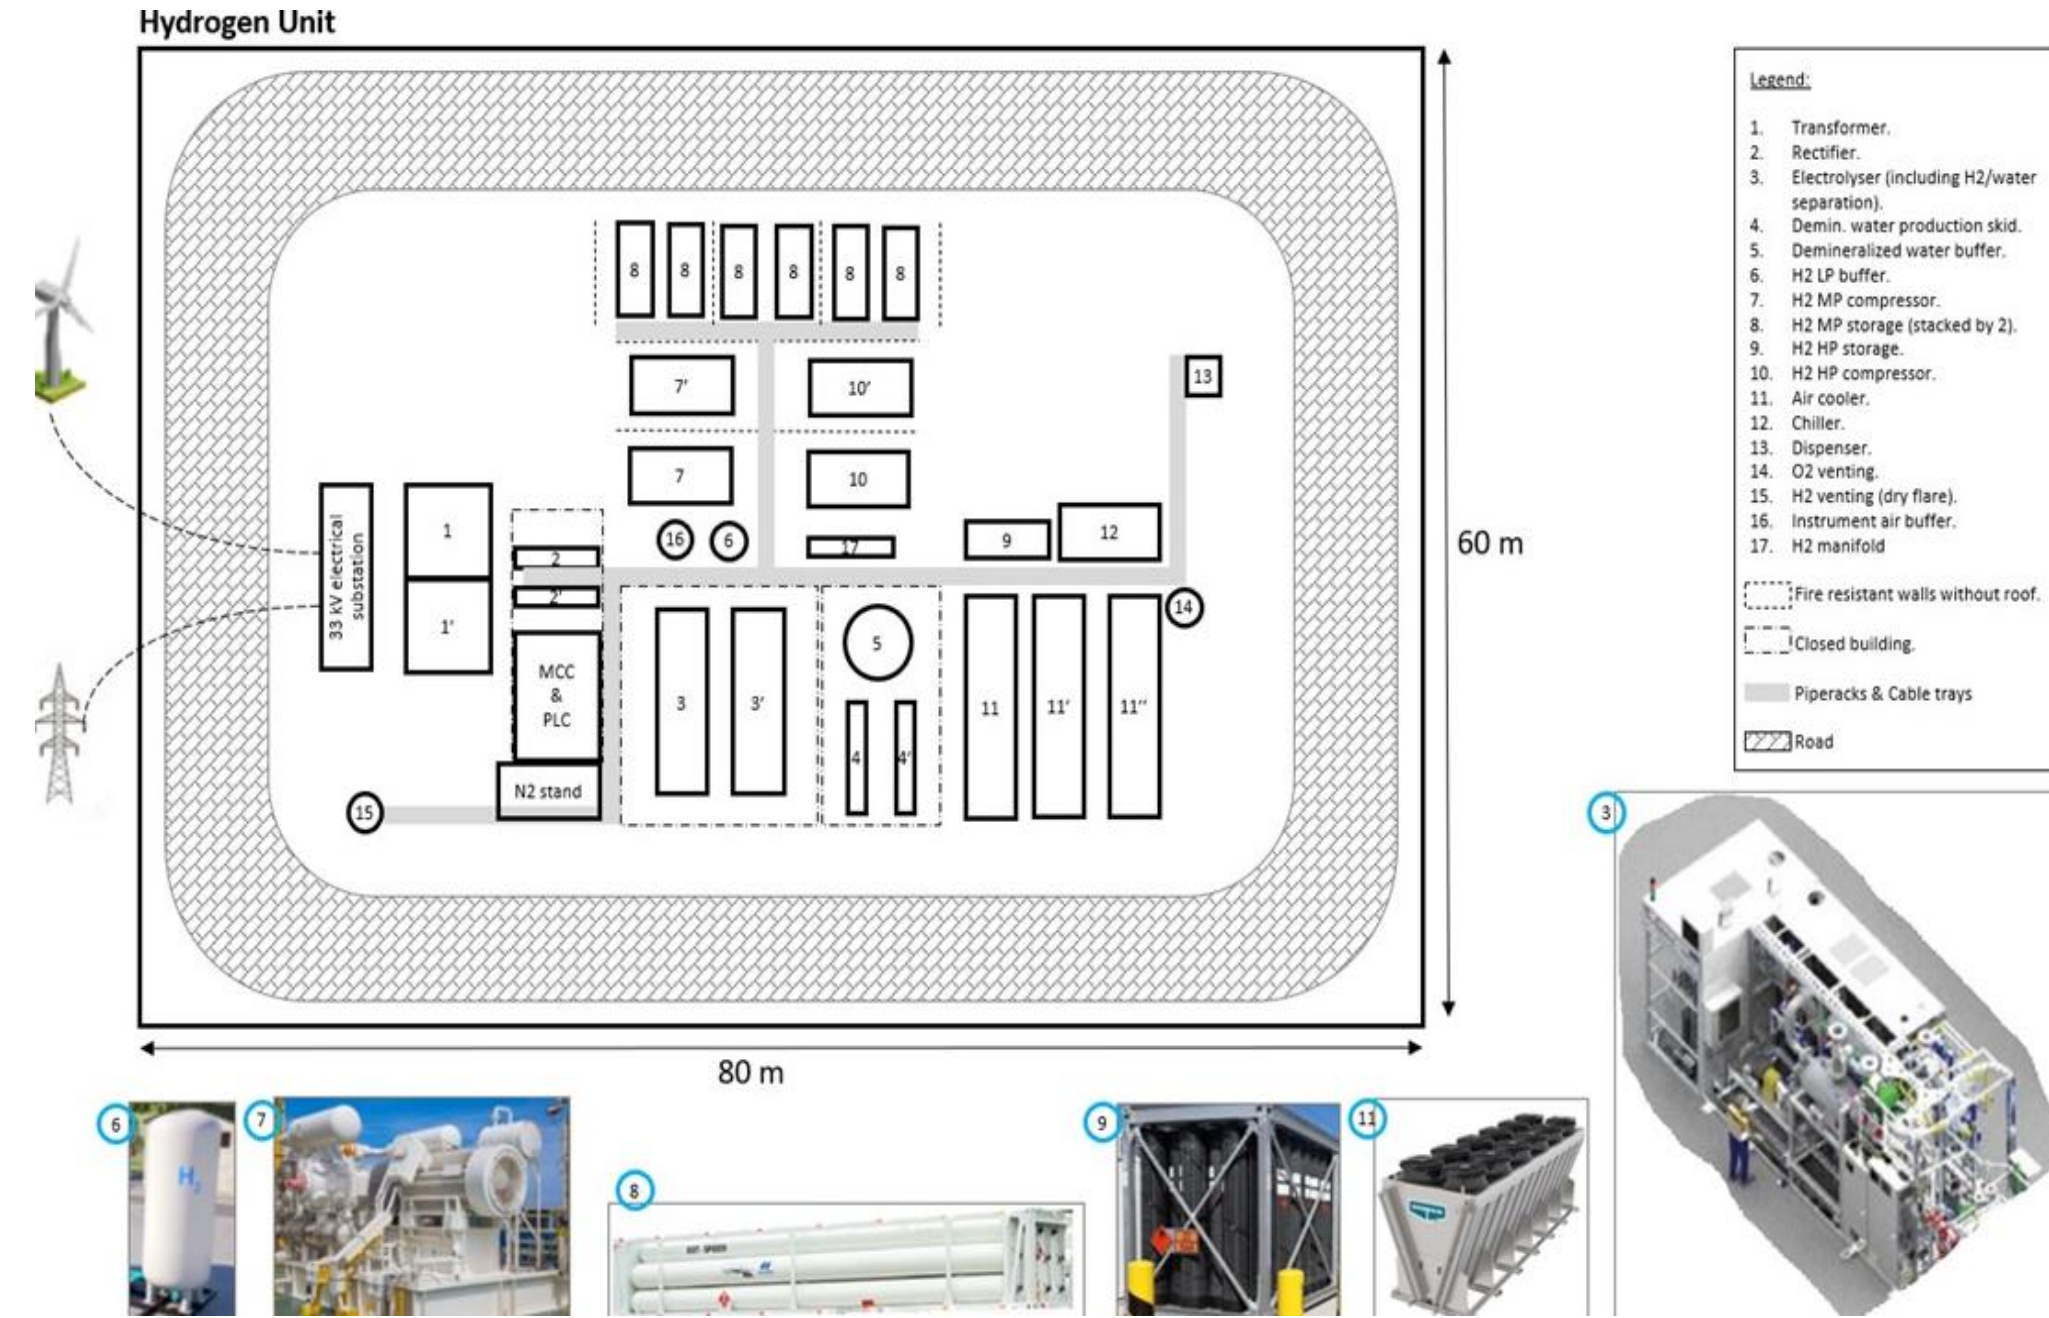 Hydrogen Unit
8 8 8 8 8 8
7' 10'
13
7 10
16 6 17 9 12
33 kV electrical
substation
1
1'
2
2'
MCC
&
PLC
N2 stand
15
3 3'
5
4 4'
11 11' 11''
14
60 m
80 m
Legend:
1. Transformer.
2. Rectifier.
3. Electrolyser (including H2/water
separation).
4. Demin. water production skid.
5. Demineralized water buffer.
6. H2 LP buffer.
7. H2 MP compressor.
8. H2 MP storage (stacked by 2).
9. H2 HP storage.
10. H2 HP compressor.
11. Air cooler.
12. Chiller.
13. Dispenser.
14. O2 venting.
15. H2 venting (dry flare).
16. Instrument air buffer.
17. H2 manifold
Fire resistant walls without roof.
Closed building.
Piperacks & Cable trays
Road
3
6
H2
7
8
9
11